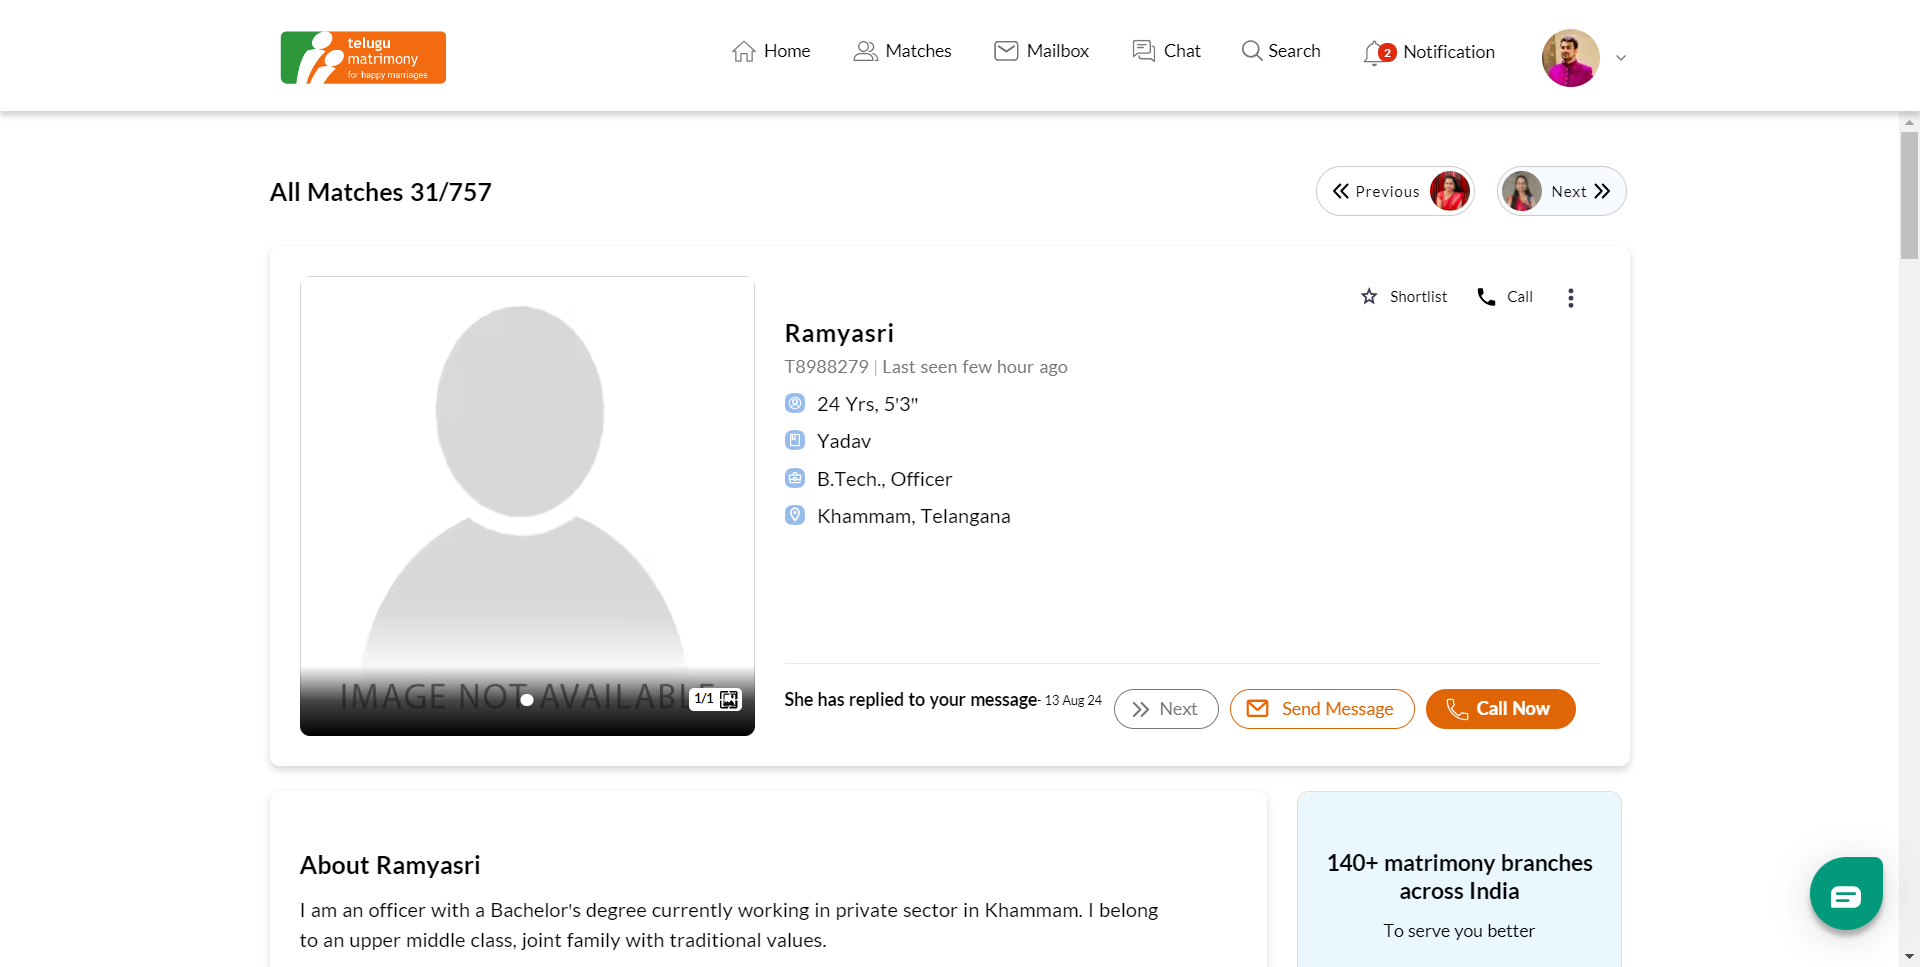 telugu
matrimony
for happy marriages
Home
Matches
Mailbox
Chat
Search
2
Notification
All Matches 31/757
Previous
Next
Shortlist
Call
Ramyasri
T8988279 | Last seen few hour ago
24 Yrs, 5'3"
Yadav
B.Tech., Officer
Khammam, Telangana
IMAGE NOT AVAILABLE
1/1
She has replied to your message- 13 Aug 24
Next
Send Message
Call Now
About Ramyasri
I am an officer with a Bachelor's degree currently working in private sector in Khammam. I belong
to an upper middle class, joint family with traditional values.
140+ matrimony branches
across India
To serve you better